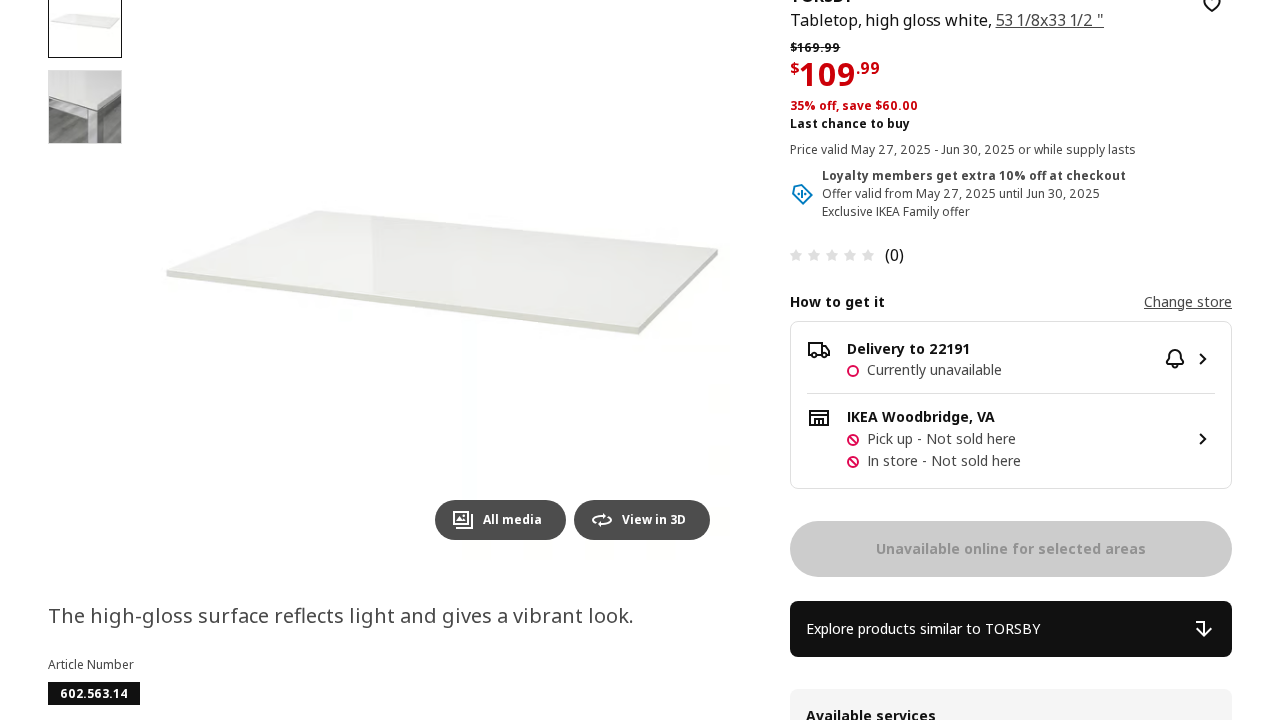 Tabletop, high gloss white, 53 1/8x33 1/2 "
$169.99
$109.99
35% off, save $60.00
Last chance to buy
Price valid May 27, 2025 - Jun 30, 2025 or while supply lasts
Loyalty members get extra 10% off at checkout
Offer valid from May 27, 2025 until Jun 30, 2025
Exclusive IKEA Family offer
(0)
How to get it
Change store
Delivery to 22191
Currently unavailable
IKEA Woodbridge, VA
Pick up - Not sold here
In store - Not sold here
All media
View in 3D
Unavailable online for selected areas
The high-gloss surface reflects light and gives a vibrant look.
Explore products similar to TORSBY
Article Number
602.563.14
Available services